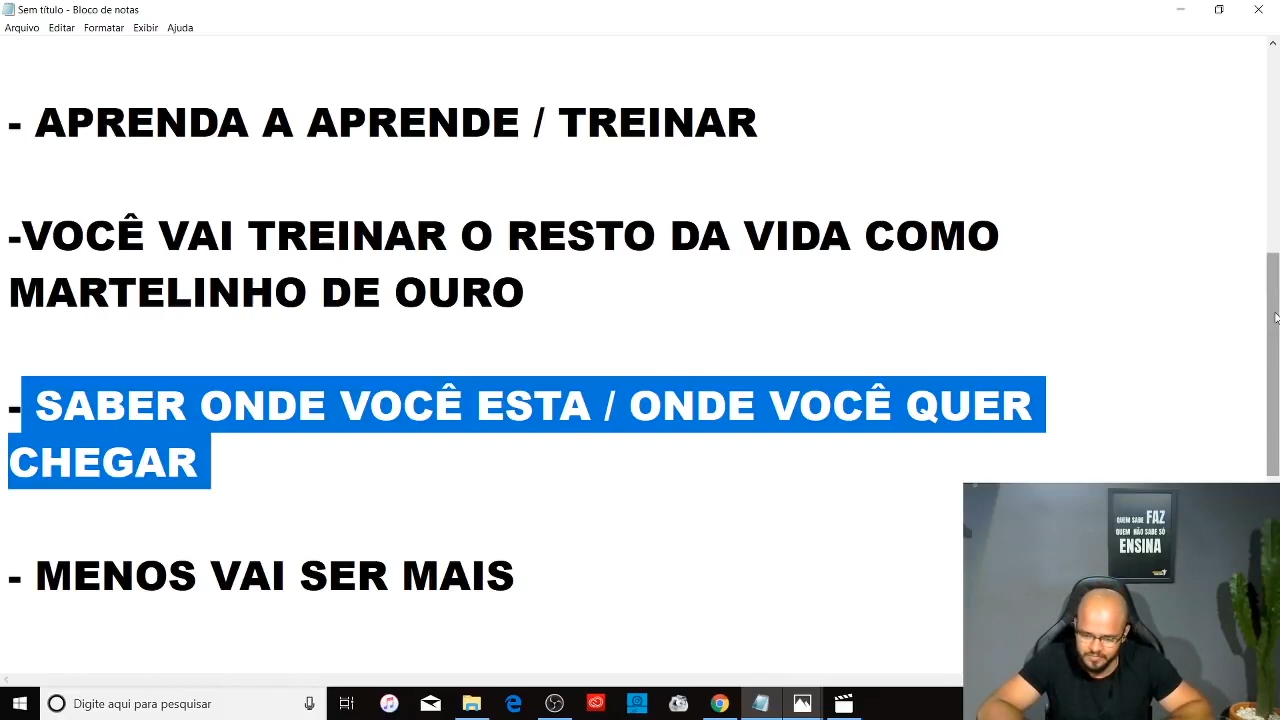 Sem título - Bloco de notas
Arquivo Editar Formatar Exibir Ajuda
- APRENDA A APRENDE / TREINAR
-VOCÊ VAI TREINAR O RESTO DA VIDA COMO
MARTELINHO DE OURO
- SABER ONDE VOCÊ ESTA / ONDE VOCÊ QUER
CHEGAR
- MENOS VAI SER MAIS
QUEM SABE FAZ
QUEM NÃO SABE SÓ
ENSINA
Digite aqui para pesquisar